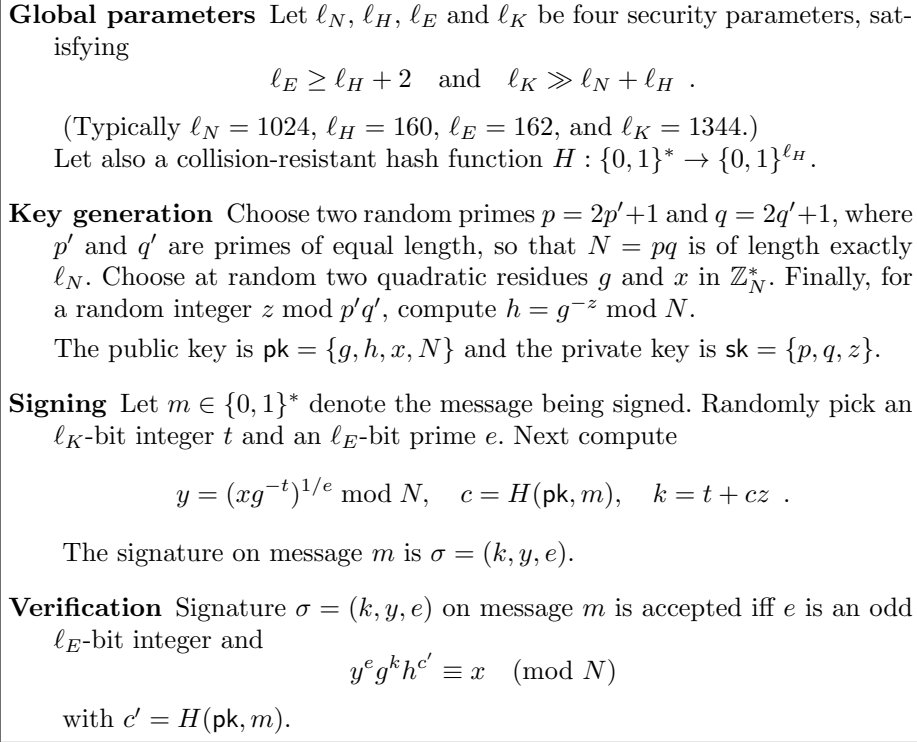 Global parameters Let ℓ_N, ℓ_H, ℓ_E and ℓ_K be four security parameters, sat-
isfying
ℓ_E ≥ ℓ_H + 2 and ℓ_K ≫ ℓ_N + ℓ_H .
(Typically ℓ_N = 1024, ℓ_H = 160, ℓ_E = 162, and ℓ_K = 1344.)
Let also a collision-resistant hash function H : {0, 1}* → {0, 1}^{ℓ_H}.
Key generation Choose two random primes p = 2p′+1 and q = 2q′+1, where
p′ and q′ are primes of equal length, so that N = pq is of length exactly
ℓ_N. Choose at random two quadratic residues g and x in ℤ*_N. Finally, for
a random integer z mod p′q′, compute h = g^{−z} mod N.
The public key is pk = {g, h, x, N} and the private key is sk = {p, q, z}.
Signing Let m ∈ {0, 1}* denote the message being signed. Randomly pick an
ℓ_K-bit integer t and an ℓ_E-bit prime e. Next compute
y = (xg^{−t})^{1/e} mod N, c = H(pk, m), k = t + cz .
The signature on message m is σ = (k, y, e).
Verification Signature σ = (k, y, e) on message m is accepted iff e is an odd
ℓ_E-bit integer and
y^e g^k h^{c′} ≡ x (mod N)
with c′ = H(pk, m).